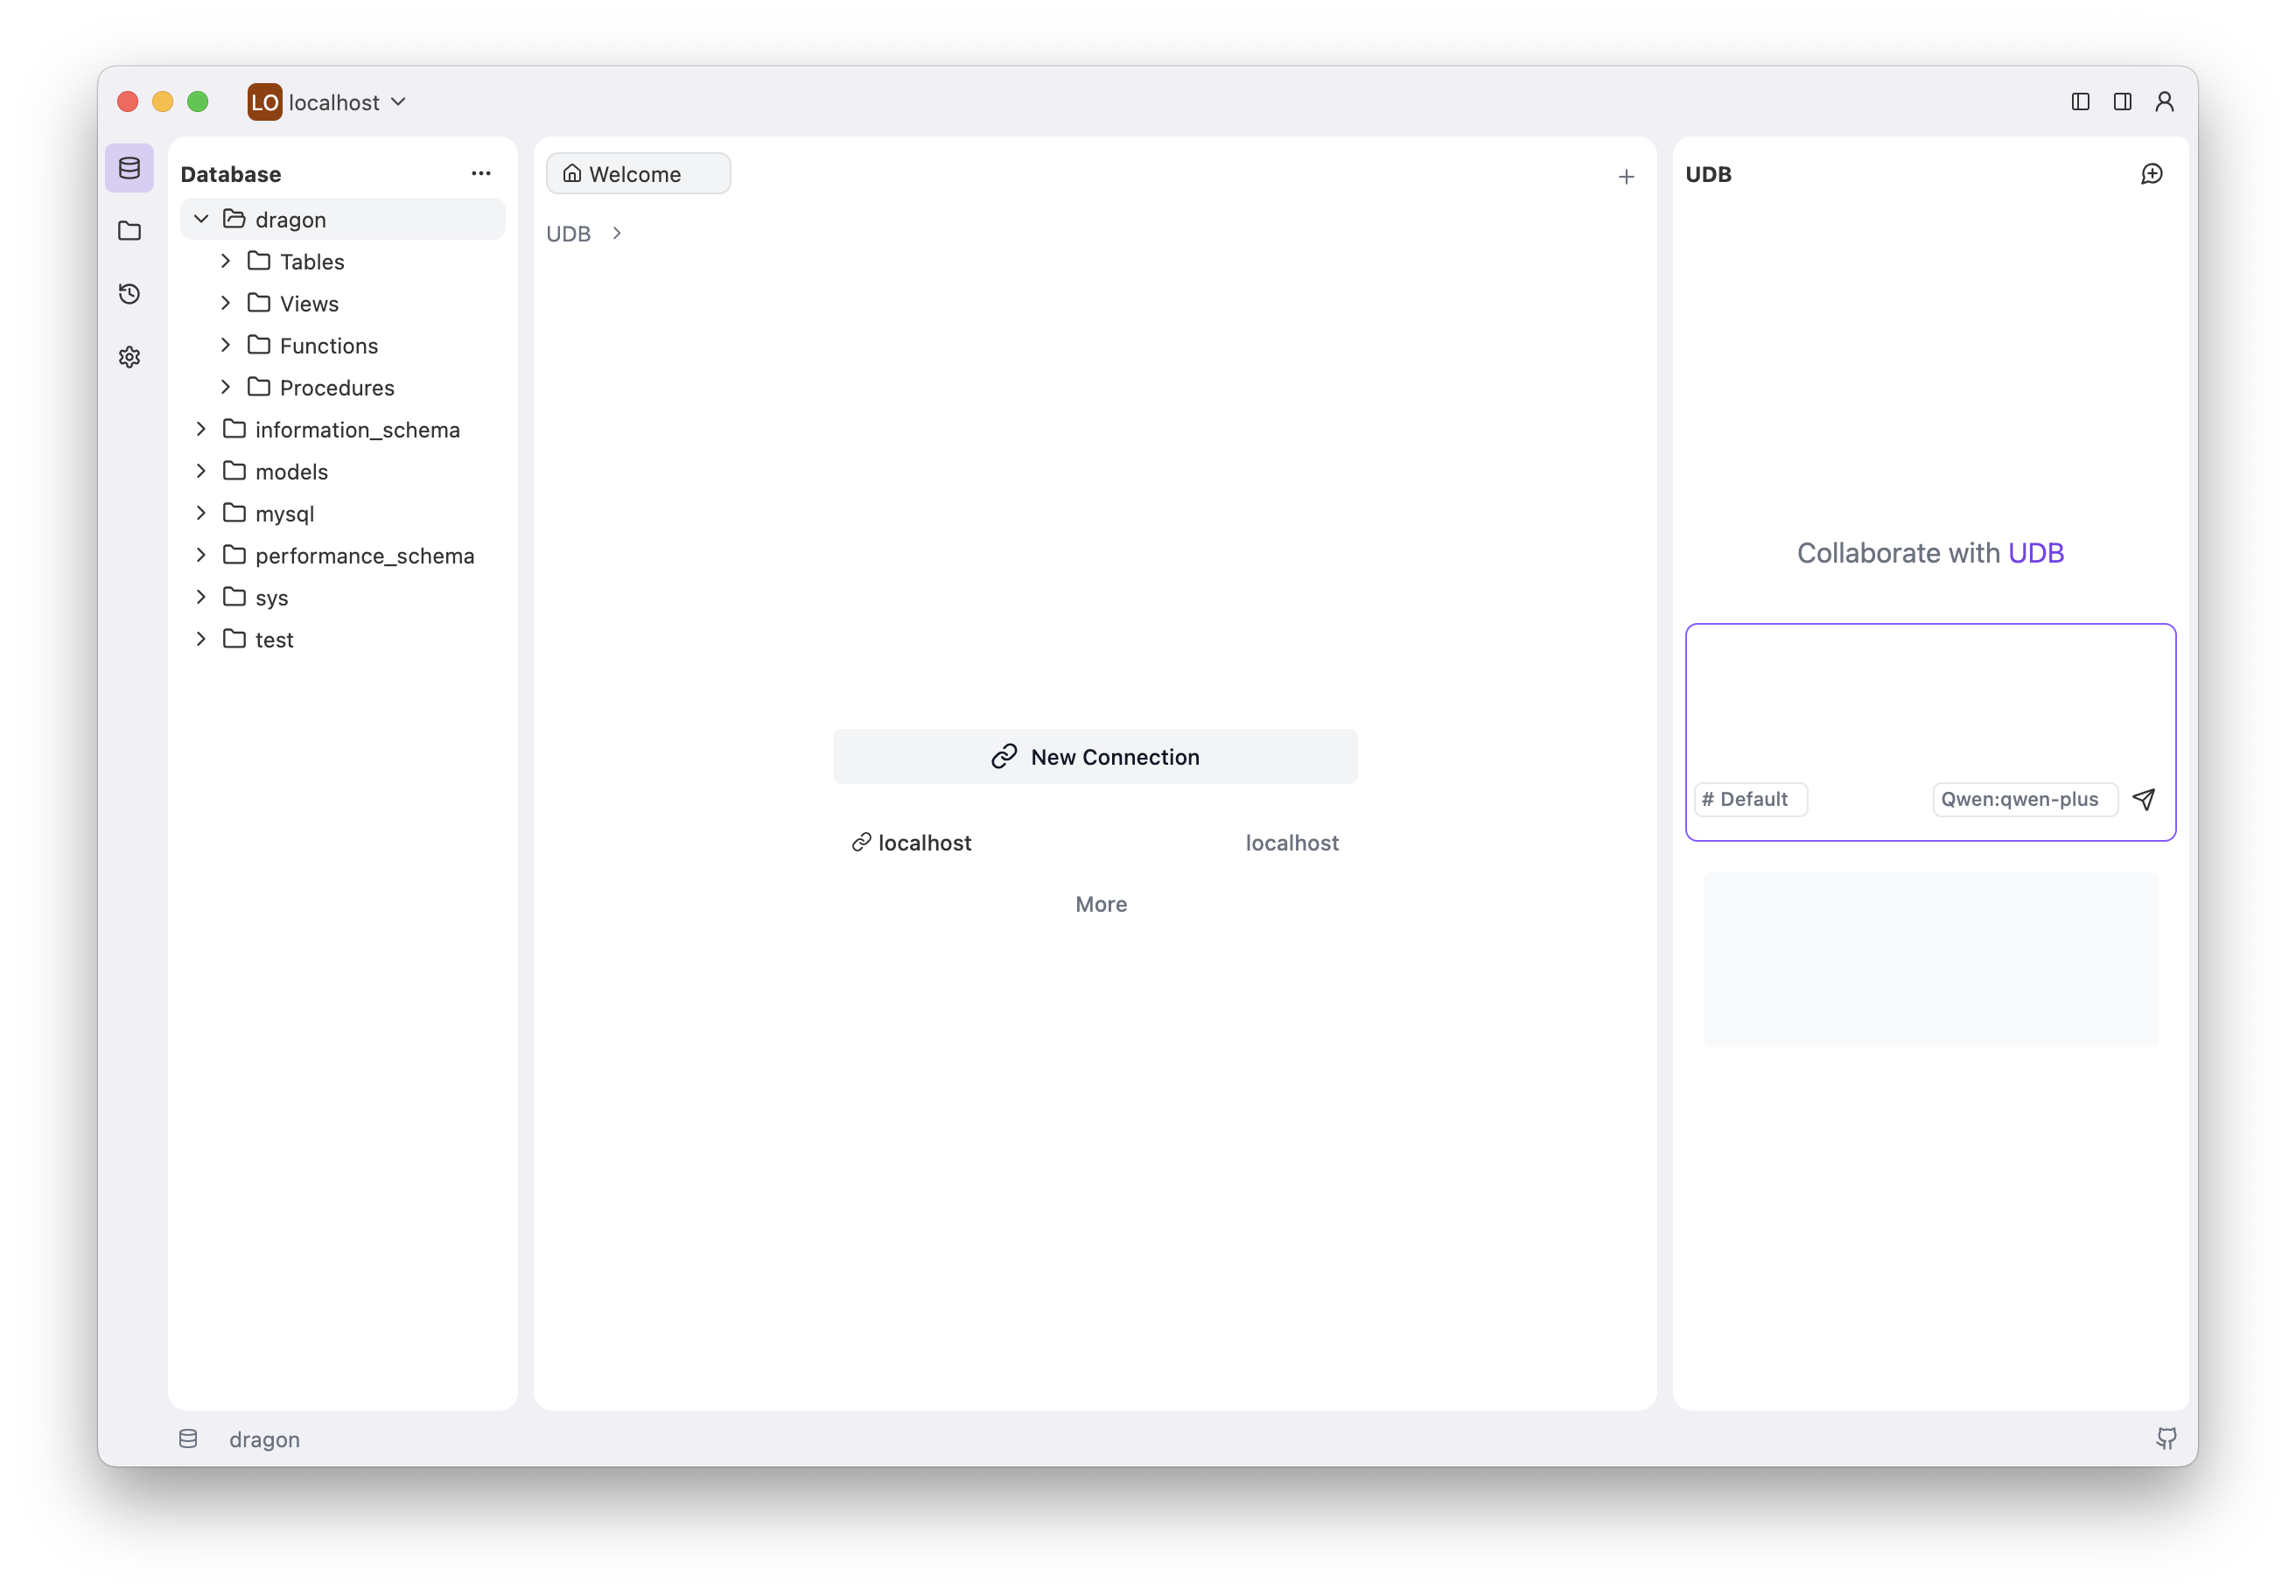 LO localhost
Database
dragon
Tables
Views
Functions
Procedures
information_schema
models
mysql
performance_schema
sys
test
Welcome
UDB
New Connection
localhost localhost
More
UDB
Collaborate with UDB
# Default Qwen:qwen-plus
dragon